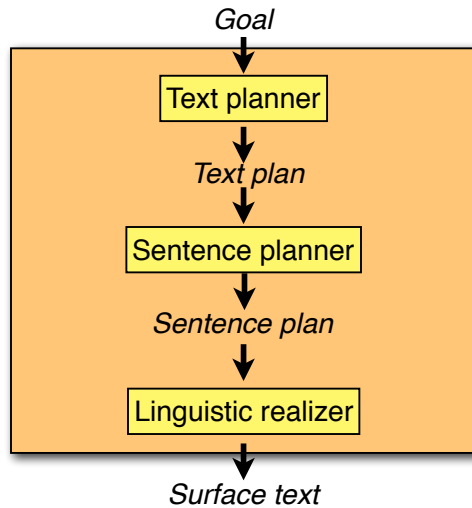 Goal
Text planner
Text plan
Sentence planner
Sentence plan
Linguistic realizer
Surface text